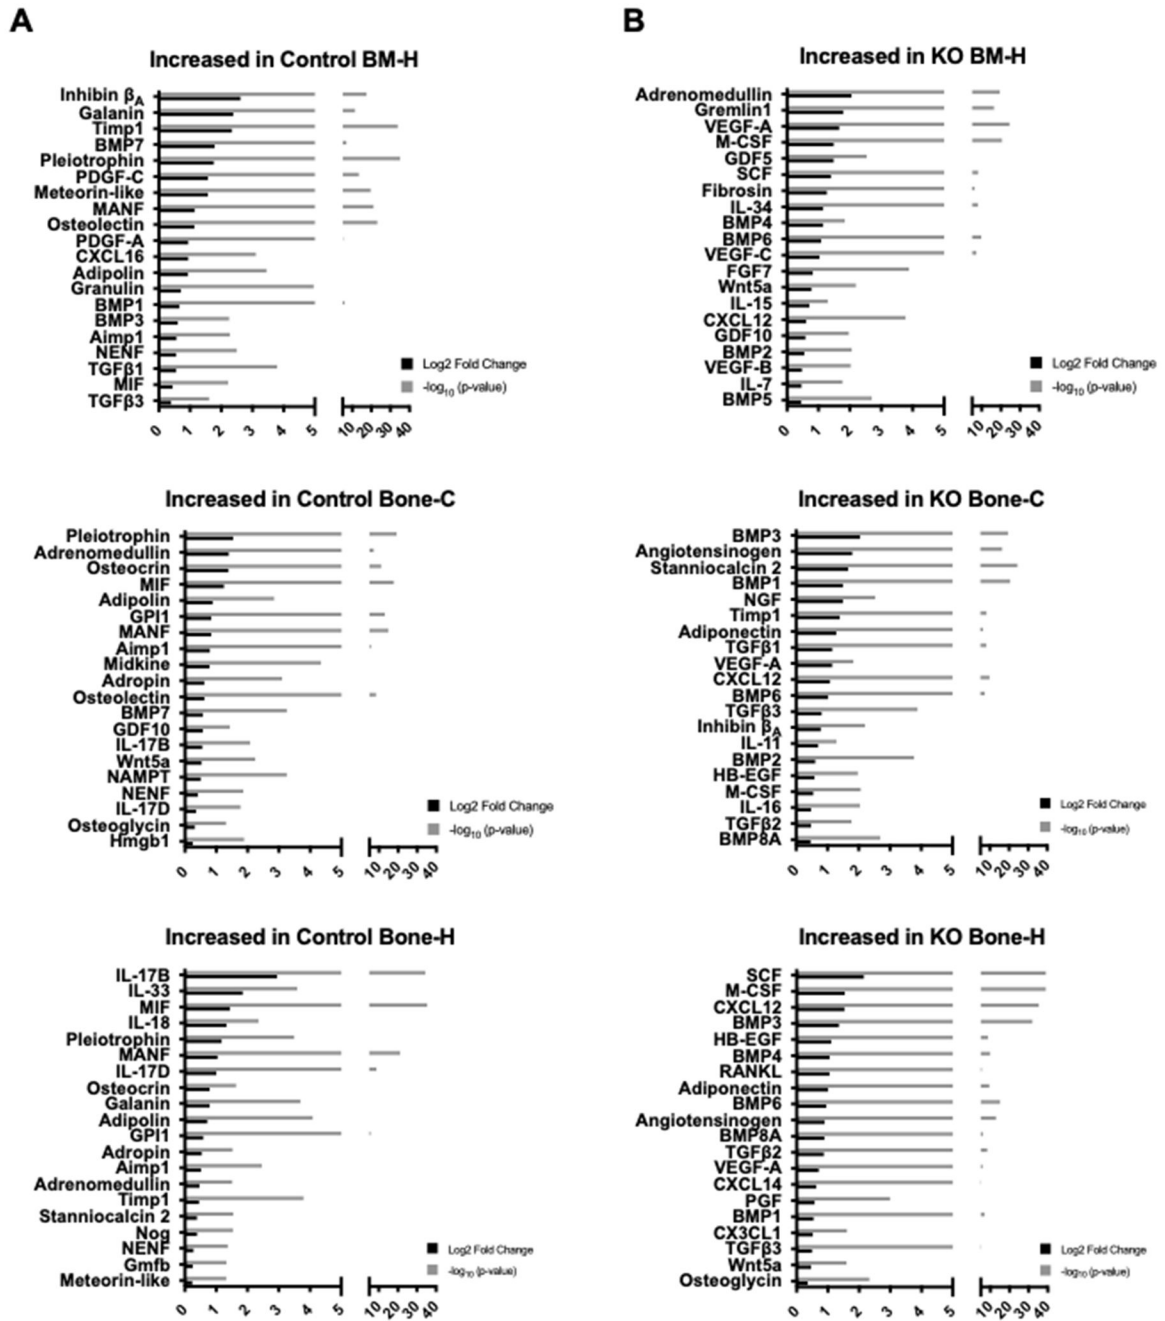 A
Increased in Control BM-H
Inhibin βA
Galanin
Timp1
BMP7
Pleiotrophin
PDGF-C
Meteorin-like
MANF
Osteolectin
PDGF-A
CXCL16
Adipolin
Granulin
BMP1
BMP3
Aimp1
NENF
TGFβ1
MIF
TGFβ3
Log2 Fold Change
-log10 (p-value)
0 1 2 3 4 5 10 20 30 40
Increased in Control Bone-C
Pleiotrophin
Adrenomedullin
Osteocrin
MIF
Adipolin
GPI1
MANF
Aimp1
Midkine
Adropin
Osteolectin
BMP7
GDF10
IL-17B
Wnt5a
NAMPT
NENF
IL-17D
Osteoglycin
Hmgb1
Log2 Fold Change
-log10 (p-value)
0 1 2 3 4 5 10 20 30 40
Increased in Control Bone-H
IL-17B
IL-33
MIF
IL-18
Pleiotrophin
MANF
IL-17D
Osteocrin
Galanin
Adipolin
GPI1
Adropin
Aimp1
Adrenomedullin
Timp1
Stanniocalcin 2
Nog
NENF
Gmfb
Meteorin-like
Log2 Fold Change
-log10 (p-value)
0 1 2 3 4 5 10 20 30 40
B
Increased in KO BM-H
Adrenomedullin
Gremlin1
VEGF-A
M-CSF
GDF5
SCF
Fibrosin
IL-34
BMP4
BMP6
VEGF-C
FGF7
Wnt5a
IL-15
CXCL12
GDF10
BMP2
VEGF-B
IL-7
BMP5
Log2 Fold Change
-log10 (p-value)
0 1 2 3 4 5 10 20 30 40
Increased in KO Bone-C
BMP3
Angiotensinogen
Stanniocalcin 2
BMP1
NGF
Timp1
Adiponectin
TGFβ1
VEGF-A
CXCL12
BMP6
TGFβ3
Inhibin βA
IL-11
BMP2
HB-EGF
M-CSF
IL-16
TGFβ2
BMP8A
Log2 Fold Change
-log10 (p-value)
0 1 2 3 4 5 10 20 30 40
Increased in KO Bone-H
SCF
M-CSF
CXCL12
BMP3
HB-EGF
BMP4
RANKL
Adiponectin
BMP6
Angiotensinogen
BMP8A
TGFβ2
VEGF-A
CXCL14
PGF
BMP1
CX3CL1
TGFβ3
Wnt5a
Osteoglycin
Log2 Fold Change
-log10 (p-value)
0 1 2 3 4 5 10 20 30 40